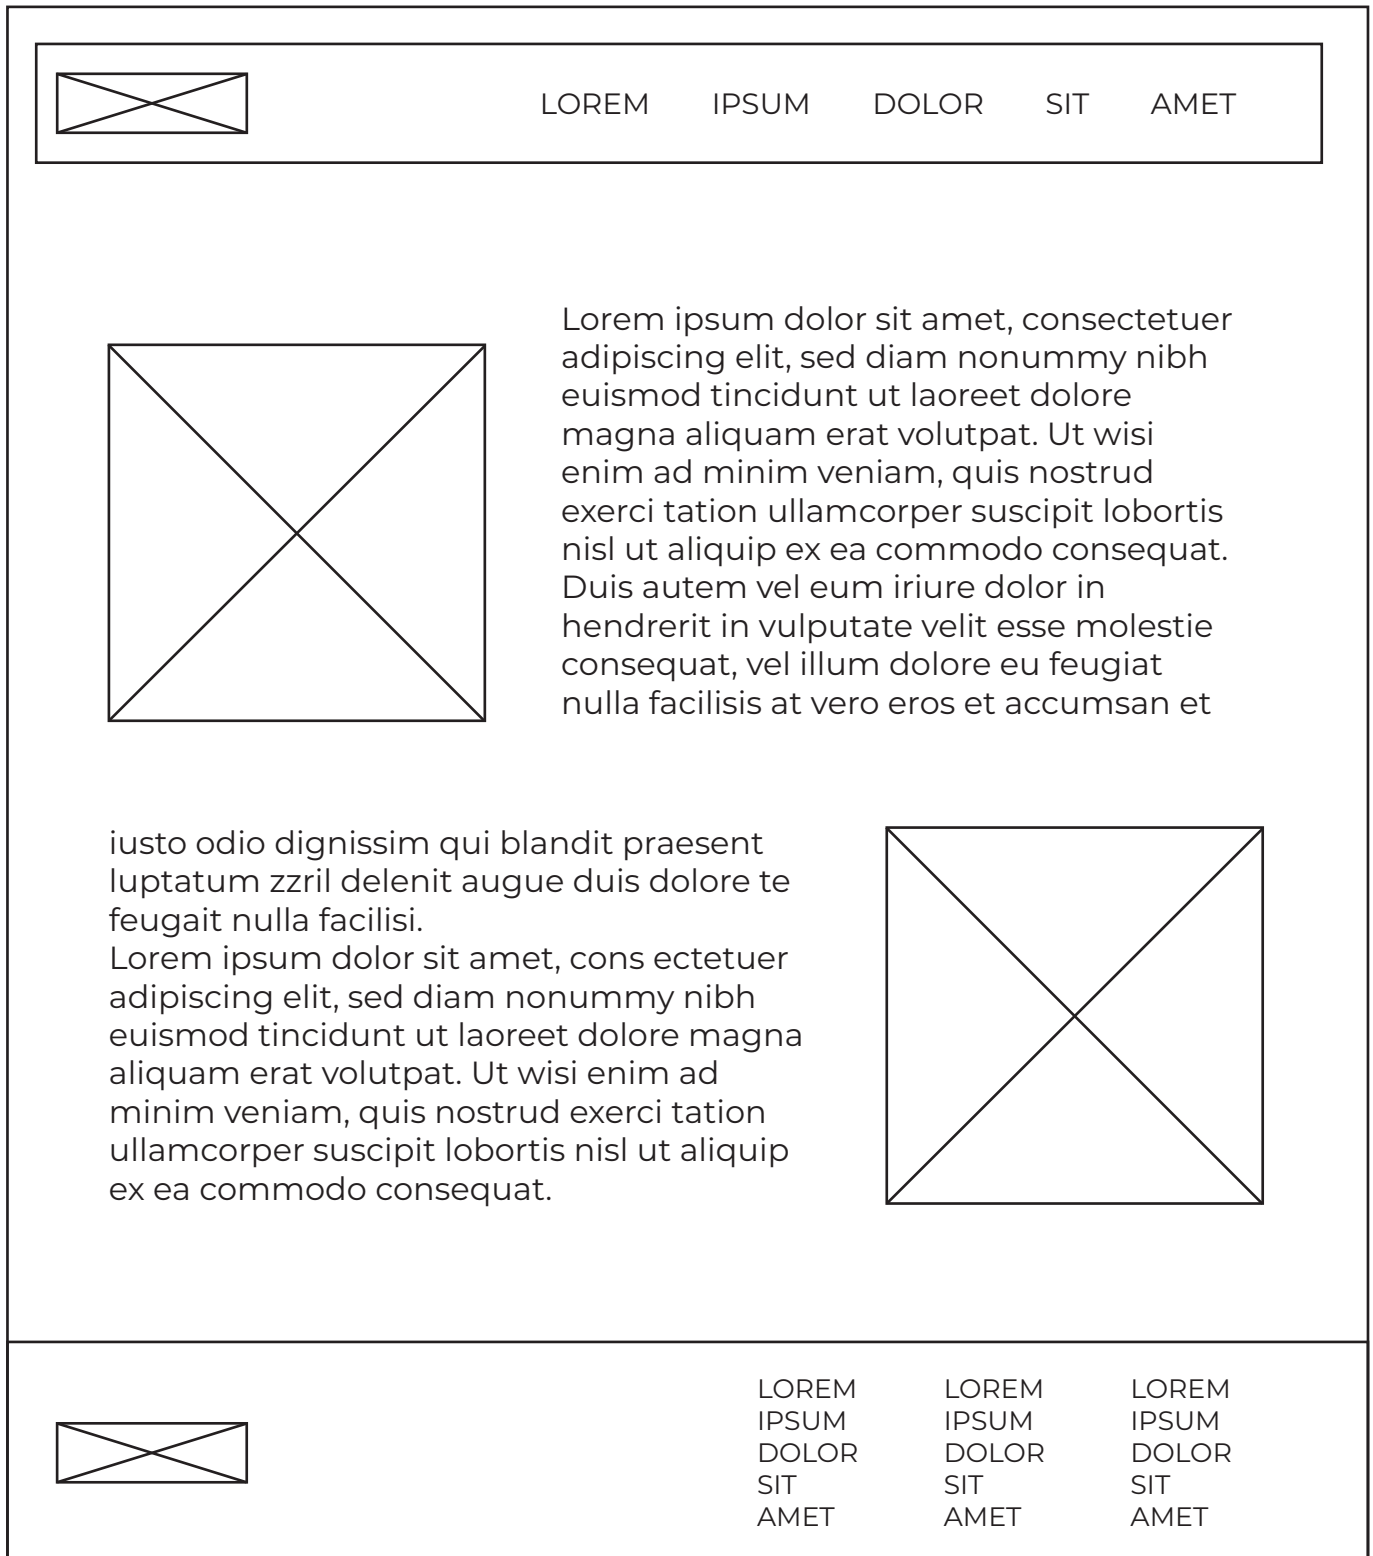 LOREM IPSUM DOLOR SIT AMET
Lorem ipsum dolor sit amet, consectetuer
adipiscing elit, sed diam nonummy nibh
euismod tincidunt ut laoreet dolore
magna aliquam erat volutpat. Ut wisi
enim ad minim veniam, quis nostrud
exerci tation ullamcorper suscipit lobortis
nisl ut aliquip ex ea commodo consequat.
Duis autem vel eum iriure dolor in
hendrerit in vulputate velit esse molestie
consequat, vel illum dolore eu feugiat
nulla facilisis at vero eros et accumsan et
iusto odio dignissim qui blandit praesent
luptatum zzril delenit augue duis dolore te
feugait nulla facilisi.
Lorem ipsum dolor sit amet, cons ectetuer
adipiscing elit, sed diam nonummy nibh
euismod tincidunt ut laoreet dolore magna
aliquam erat volutpat. Ut wisi enim ad
minim veniam, quis nostrud exerci tation
ullamcorper suscipit lobortis nisl ut aliquip
ex ea commodo consequat.
LOREM
IPSUM
DOLOR
SIT
AMET
LOREM
IPSUM
DOLOR
SIT
AMET
LOREM
IPSUM
DOLOR
SIT
AMET